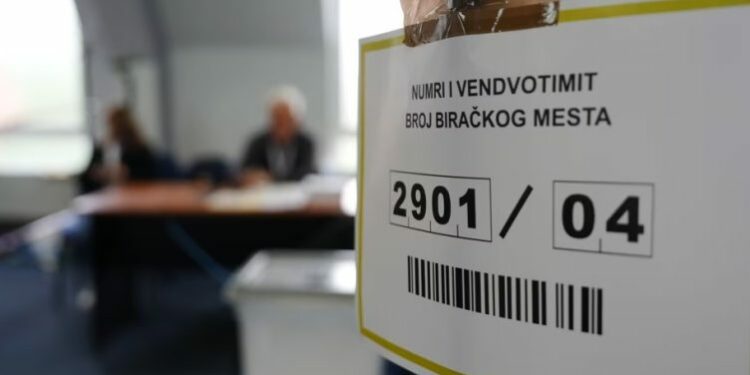 NUMRI I VENDVOTIMIT
BROJ BIRAČKOG MESTA
2901 / 04